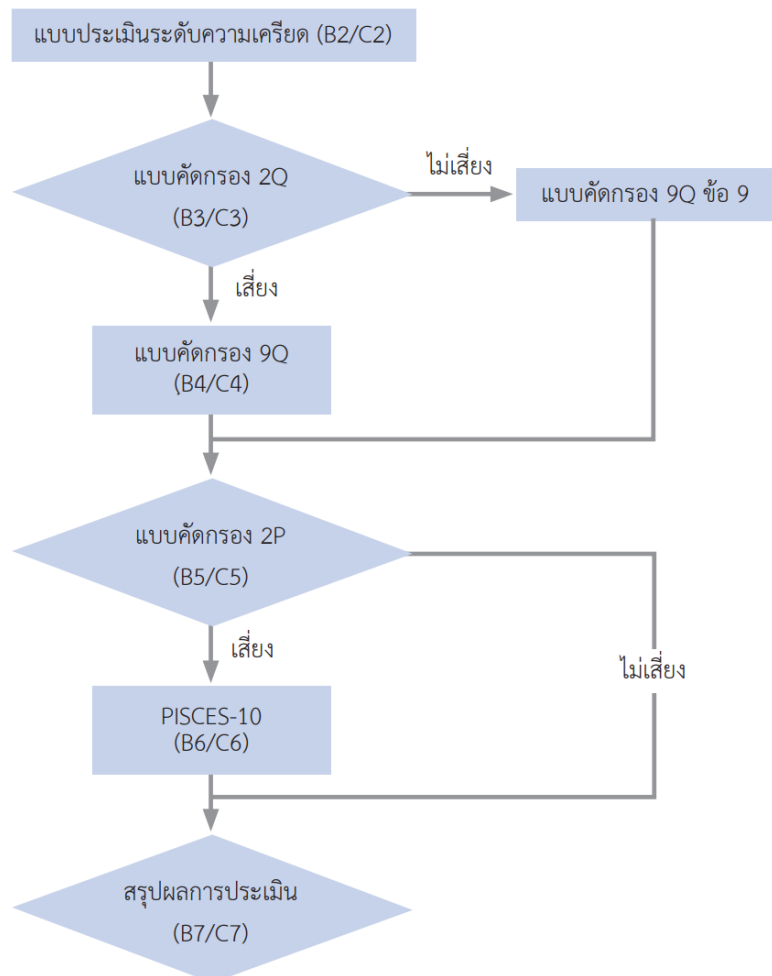 แบบประเมินระดับความเครียด (B2/C2)
แบบคัดกรอง 2Q
(B3/C3)
ไม่เสี่ยง
แบบคัดกรอง 9Q ข้อ 9
เสี่ยง
แบบคัดกรอง 9Q
(B4/C4)
แบบคัดกรอง 2P
(B5/C5)
เสี่ยง
ไม่เสี่ยง
PISCES-10
(B6/C6)
สรุปผลการประเมิน
(B7/C7)